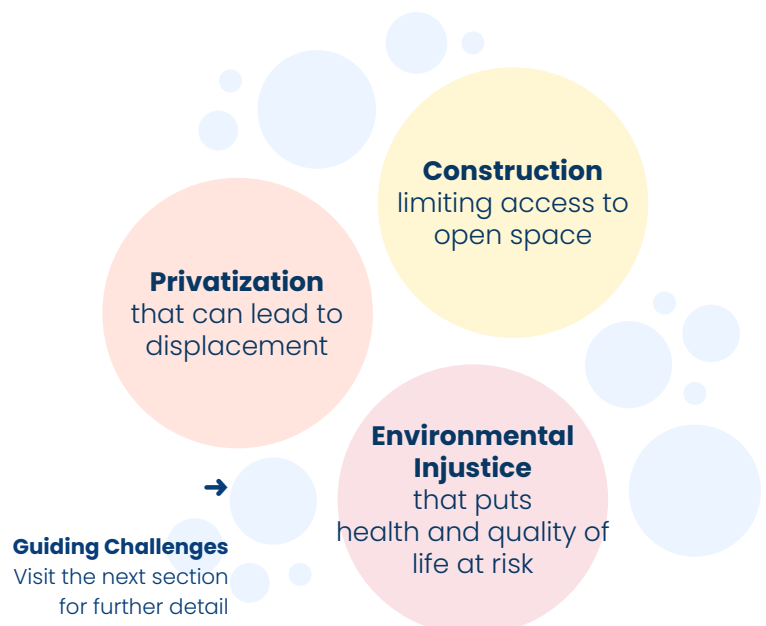 Construction
limiting access to
open space
Privatization
that can lead to
displacement
Environmental
Injustice
that puts
health and quality of
life at risk
➜
Guiding Challenges
Visit the next section
for further detail